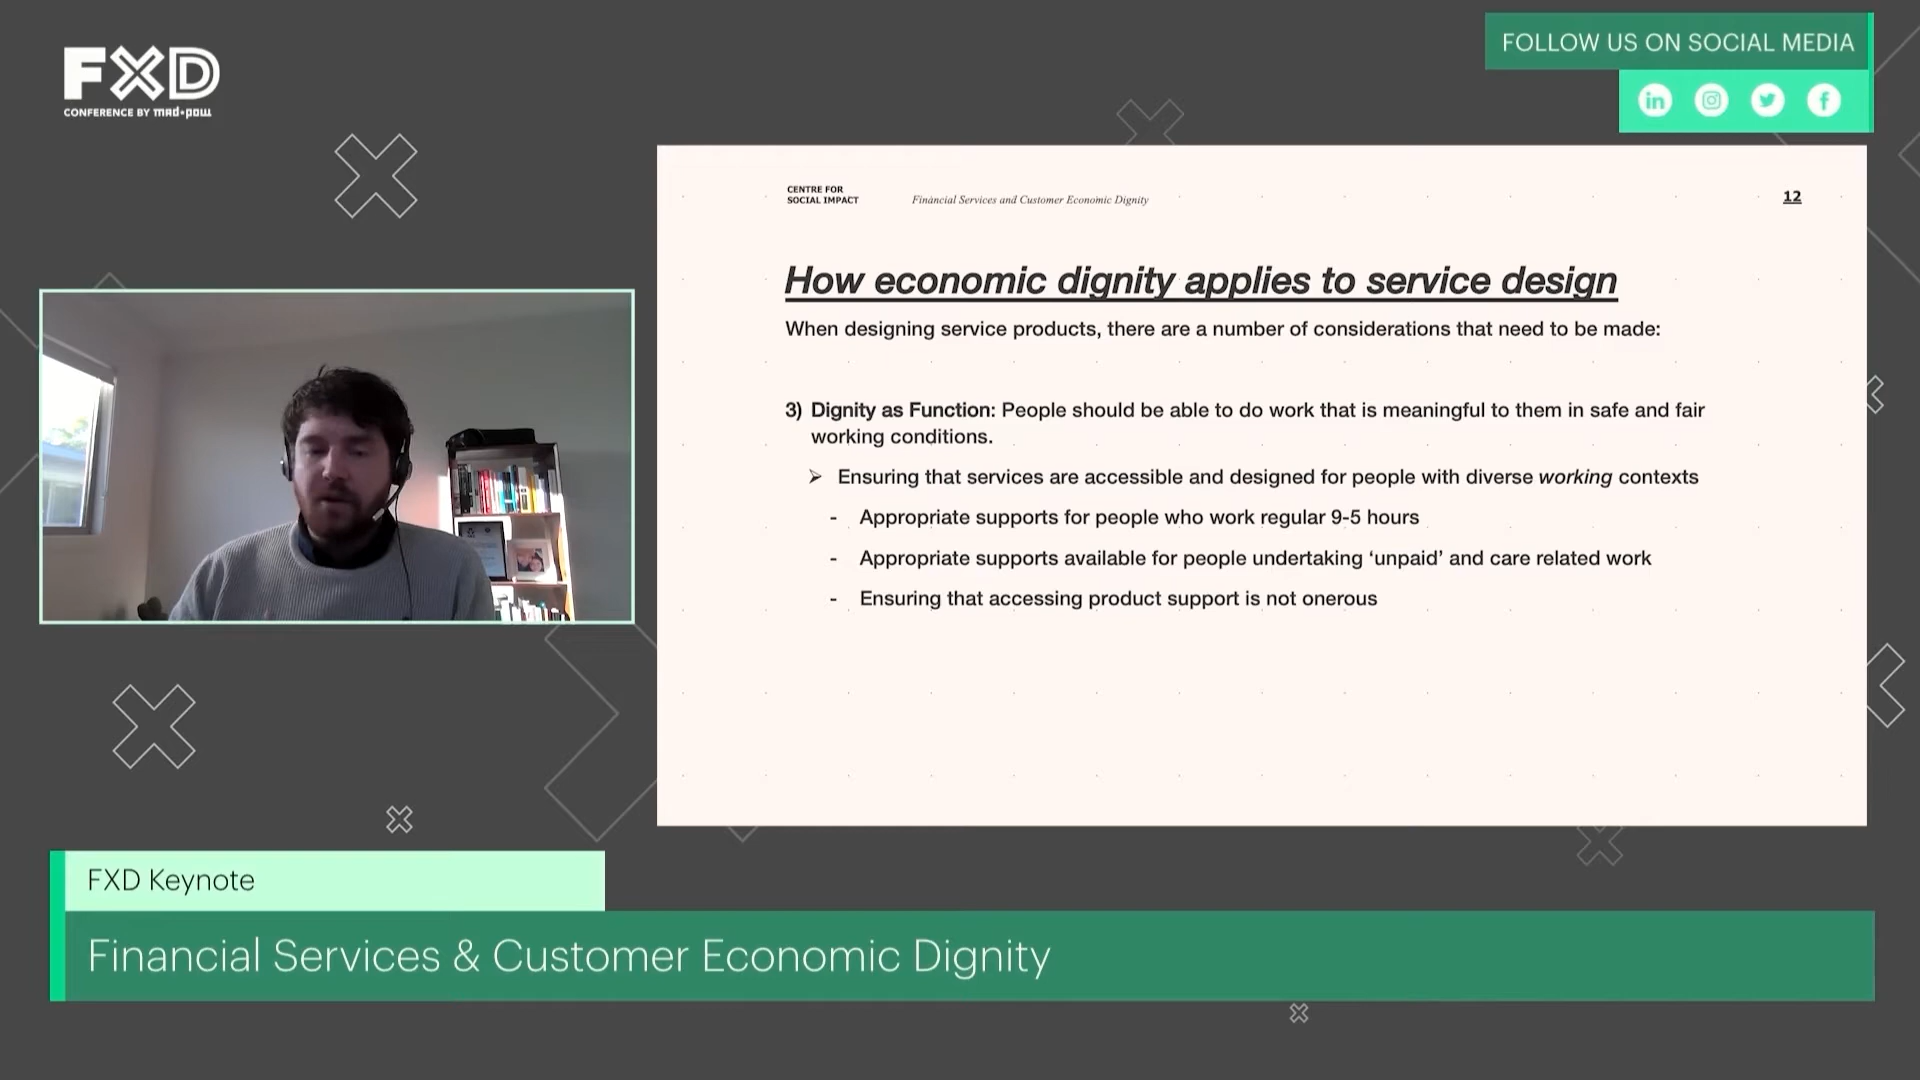 FXD
CONFERENCE BY mad*pow
FOLLOW US ON SOCIAL MEDIA
in
f
CENTRE FOR
SOCIAL IMPACT
Financial Services and Customer Economic Dignity
12
How economic dignity applies to service design
When designing service products, there are a number of considerations that need to be made:
3) Dignity as Function: People should be able to do work that is meaningful to them in safe and fair
working conditions.
➢ Ensuring that services are accessible and designed for people with diverse working contexts
- Appropriate supports for people who work regular 9-5 hours
- Appropriate supports available for people undertaking ‘unpaid’ and care related work
- Ensuring that accessing product support is not onerous
FXD Keynote
Financial Services & Customer Economic Dignity